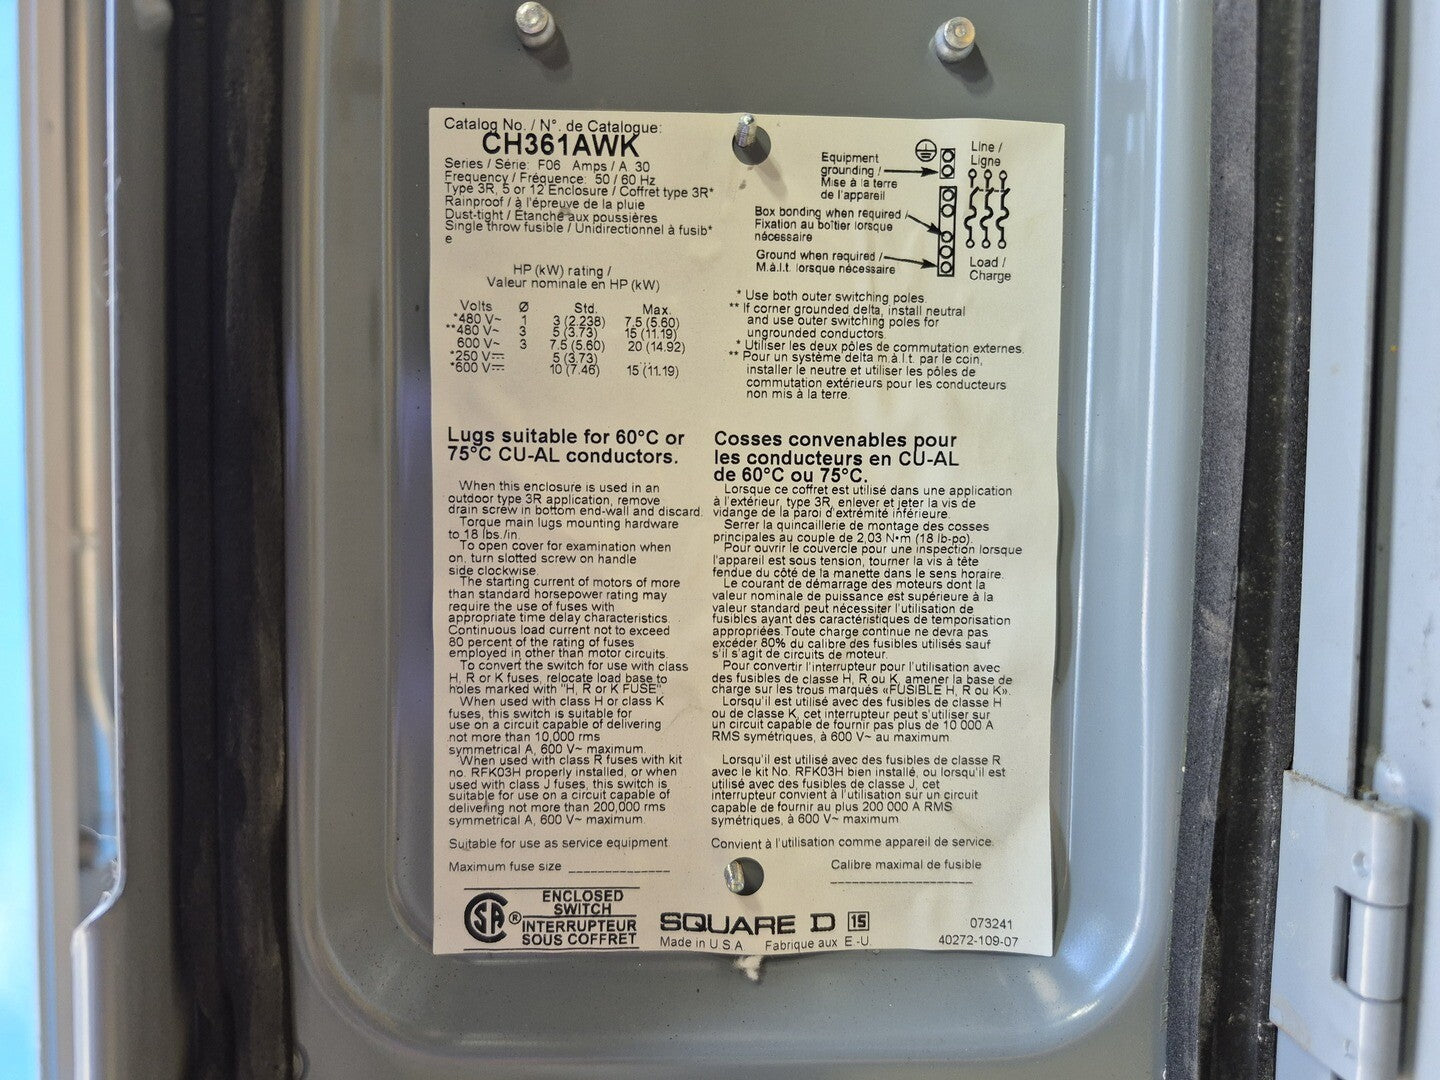 Catalog No. / N°. de Catalogue:
CH361AWK
Series / Série: F06 Amps / A 30
Frequency / Fréquence: 50 / 60 Hz
Type 3R, 5 or 12 Enclosure / Coffret type 3R*
Rainproof / à l'épreuve de la pluie
Dust-tight / Étanche aux poussières
Single throw fusible / Unidirectionnel à fusib*
e
HP (kW) rating /
Valeur nominale en HP (kW)
Volts Ø Std. Max.
*480 V~ 1 3 (2.238) 7.5 (5.60)
**480 V~ 3 5 (3.73) 15 (11.19)
600 V~ 3 7.5 (5.60) 20 (14.92)
*250 V⎓ 5 (3.73)
*600 V⎓ 10 (7.46) 15 (11.19)
Equipment
grounding /
Mise à la terre
de l'appareil
Line /
Ligne
Box bonding when required /
Fixation au boîtier lorsque
nécessaire
Ground when required /
M.à.l.t. lorsque nécessaire
Load /
Charge
* Use both outer switching poles.
** If corner grounded delta, install neutral
and use outer switching poles for
ungrounded conductors.
* Utiliser les deux pôles de commutation externes.
** Pour un système delta m.à.l.t. par le coin,
installer le neutre et utiliser les pôles de
commutation extérieurs pour les conducteurs
non mis à la terre.
Lugs suitable for 60°C or
75°C CU-AL conductors.
When this enclosure is used in an
outdoor type 3R application, remove
drain screw in bottom end-wall and discard.
Torque main lugs mounting hardware
to 18 lbs./in.
To open cover for examination when
on, turn slotted screw on handle
side clockwise.
The starting current of motors of more
than standard horsepower rating may
require the use of fuses with
appropriate time delay characteristics.
Continuous load current not to exceed
80 percent of the rating of fuses
employed in other than motor circuits.
To convert the switch for use with class
H, R or K fuses, relocate load base to
holes marked with "H, R or K FUSE".
When used with class H or class K
fuses, this switch is suitable for
use on a circuit capable of delivering
not more than 10,000 rms
symmetrical A, 600 V~ maximum.
When used with class R fuses with kit
no. RFK03H properly installed, or when
used with class J fuses, this switch is
suitable for use on a circuit capable of
delivering not more than 200,000 rms
symmetrical A, 600 V~ maximum.
Suitable for use as service equipment.
Maximum fuse size
Cosses convenables pour
les conducteurs en CU-AL
de 60°C ou 75°C.
Lorsque ce coffret est utilisé dans une application
à l'extérieur, type 3R, enlever et jeter la vis de
vidange de la paroi d'extrémité inférieure.
Serrer la quincaillerie de montage des cosses
principales au couple de 2,03 N•m (18 lb-po).
Pour ouvrir le couvercle pour une inspection lorsque
l'appareil est sous tension, tourner la vis à tête
fendue du côté de la manette dans le sens horaire.
Le courant de démarrage des moteurs dont la
valeur nominale de puissance est supérieure à la
valeur standard peut nécessiter l'utilisation de
fusibles ayant des caractéristiques de temporisation
appropriées. Toute charge continue ne devra pas
excéder 80% du calibre des fusibles utilisés sauf
s'il s'agit de circuits de moteur.
Pour convertir l'interrupteur pour l'utilisation avec
des fusibles de classe H, R ou K, amener la base de
charge sur les trous marqués «FUSIBLE H, R ou K».
Lorsqu'il est utilisé avec des fusibles de classe H
ou de classe K, cet interrupteur peut s'utiliser sur
un circuit capable de fournir pas plus de 10 000 A
RMS symétriques, à 600 V~ au maximum.
Lorsqu'il est utilisé avec des fusibles de classe R
avec le kit No. RFK03H bien installé, ou lorsqu'il est
utilisé avec des fusibles de classe J, cet
interrupteur convient à l'utilisation sur un circuit
capable de fournir au plus 200 000 A RMS
symétriques, à 600 V~ maximum.
Convient à l'utilisation comme appareil de service.
Calibre maximal de fusible
SA ®
ENCLOSED
SWITCH
INTERRUPTEUR
SOUS COFFRET
SQUARE D 15
Made in U S A Fabrique aux E.-U.
073241
40272-109-07